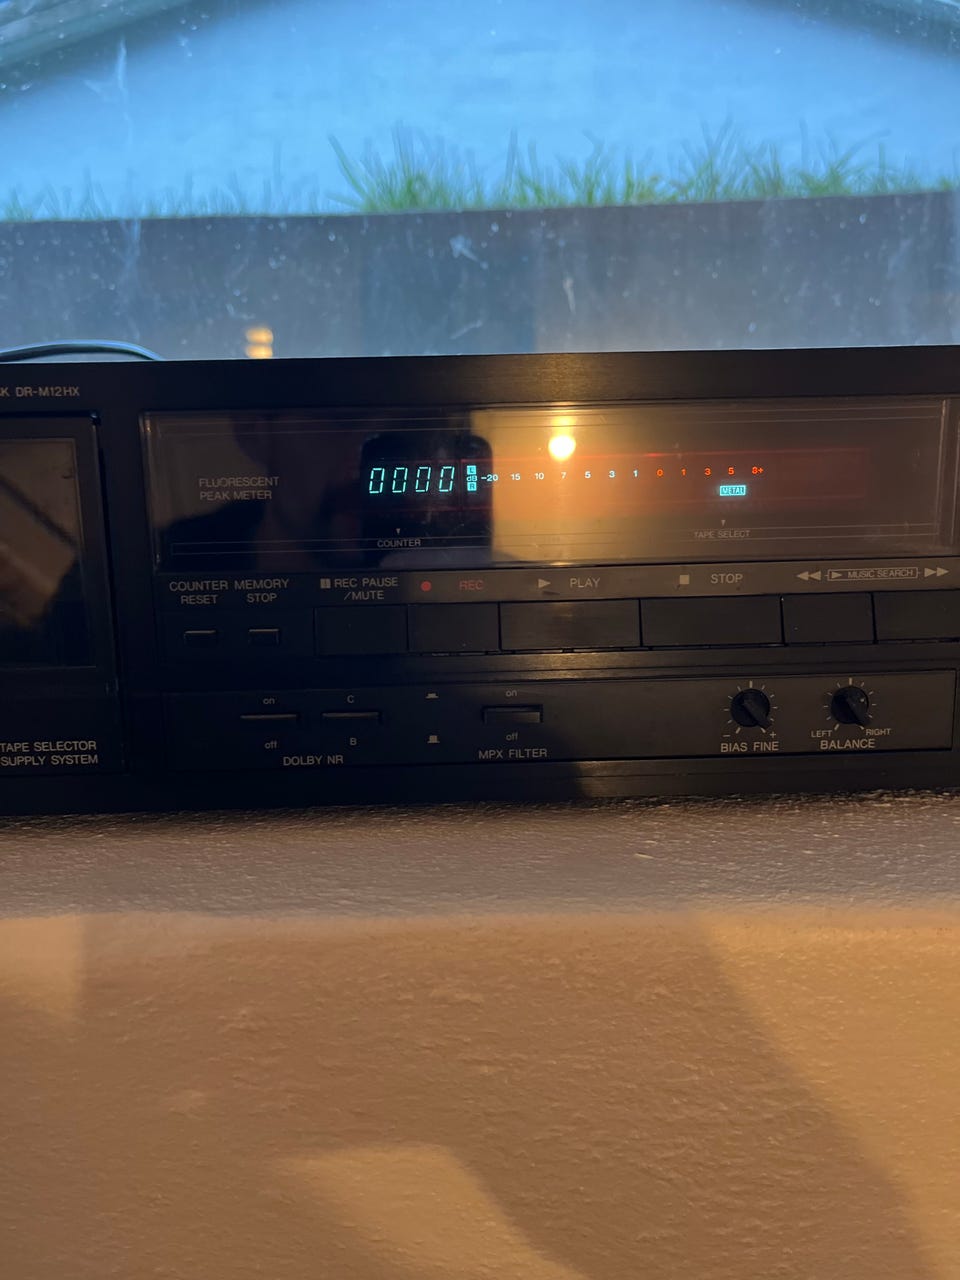 K DR-M12HX
FLUORESCENT
PEAK METER
0000
L
dB
R
-20 15 10 7 5 3 1 0 1 3 5 8+
METAL
COUNTER
TAPE SELECT
COUNTER MEMORY
RESET STOP
REC PAUSE
/MUTE
REC
PLAY
STOP
MUSIC SEARCH
on
off
C
B
DOLBY NR
on
off
MPX FILTER
- +
BIAS FINE
LEFT RIGHT
BALANCE
TAPE SELECTOR
SUPPLY SYSTEM